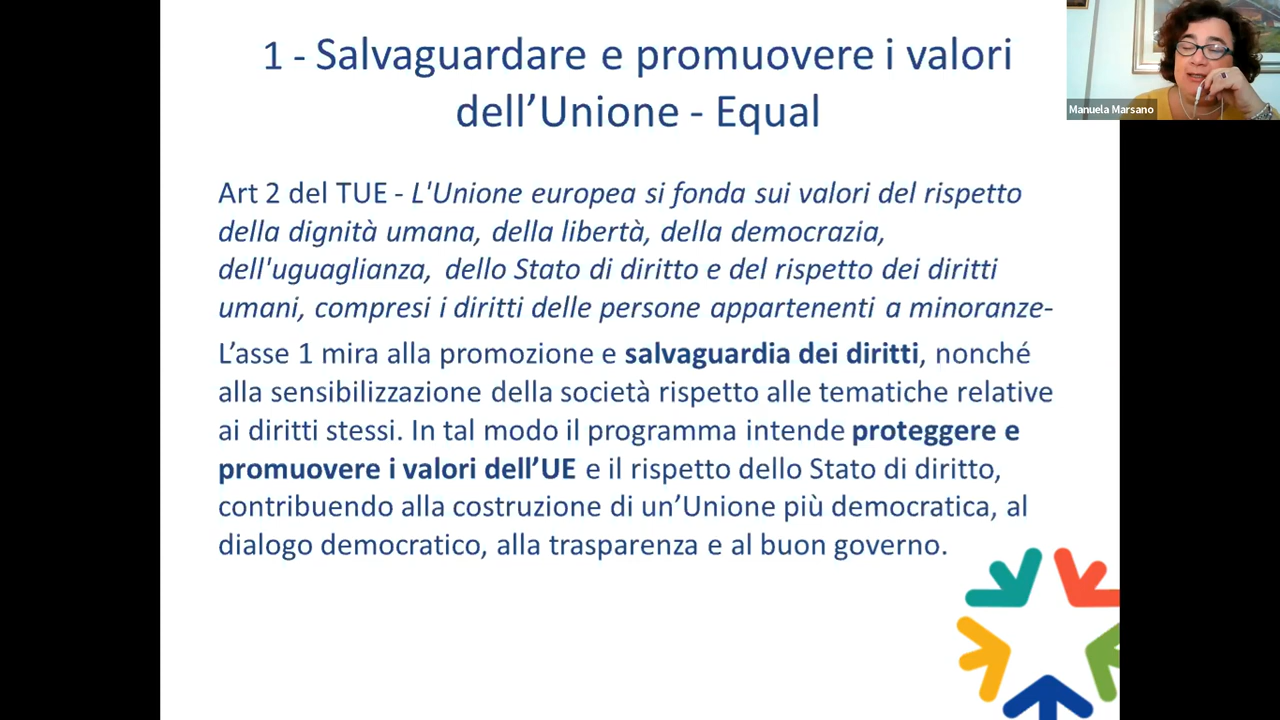 1 - Salvaguardare e promuovere i valori
dell’Unione - Equal
Manuela Marsano
Art 2 del TUE - L'Unione europea si fonda sui valori del rispetto
della dignità umana, della libertà, della democrazia,
dell'uguaglianza, dello Stato di diritto e del rispetto dei diritti
umani, compresi i diritti delle persone appartenenti a minoranze-
L’asse 1 mira alla promozione e salvaguardia dei diritti, nonché
alla sensibilizzazione della società rispetto alle tematiche relative
ai diritti stessi. In tal modo il programma intende proteggere e
promuovere i valori dell’UE e il rispetto dello Stato di diritto,
contribuendo alla costruzione di un’Unione più democratica, al
dialogo democratico, alla trasparenza e al buon governo.